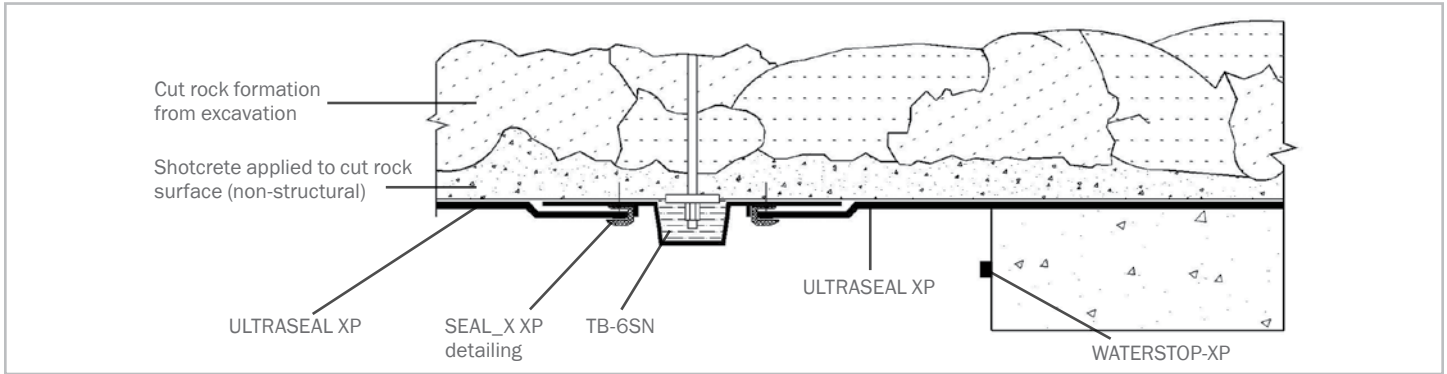 Cut rock formation
from excavation
Shotcrete applied to cut rock
surface (non-structural)
ULTRASEAL XP
SEAL_X XP
detailing
TB-6SN
ULTRASEAL XP
WATERSTOP-XP